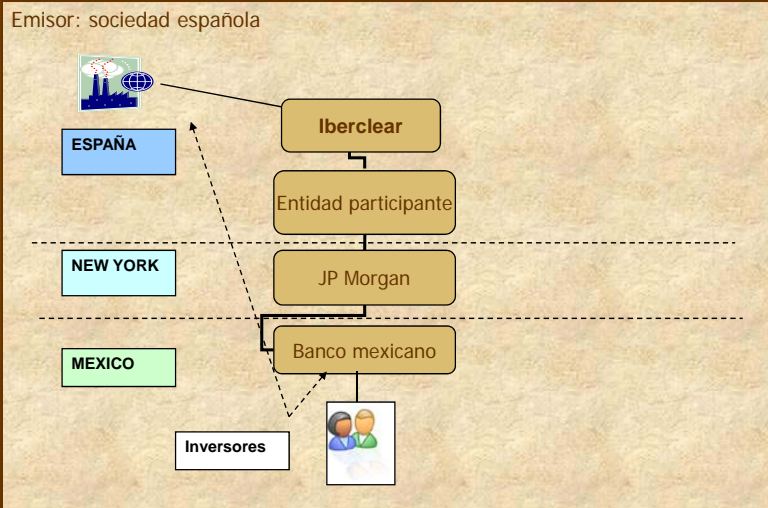 Emisor: sociedad española
Iberclear
ESPAÑA
Entidad participante
NEW YORK
JP Morgan
Banco mexicano
MEXICO
Inversores